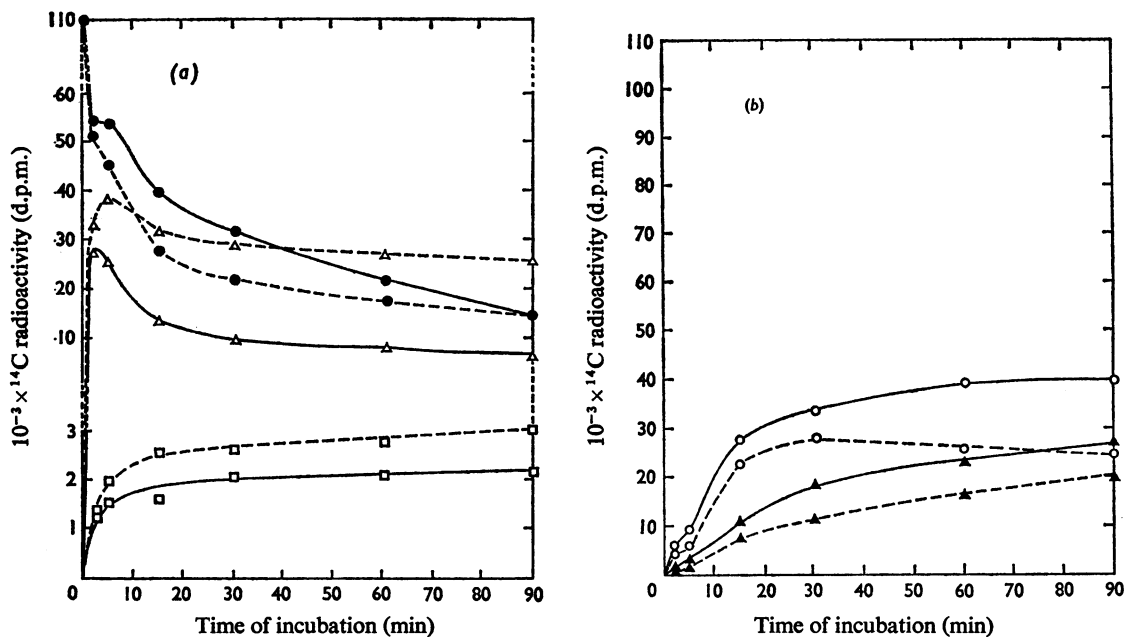 110
60
50
40
30
20
10
3
2
1
(a)
10⁻³ × ¹⁴C radioactivity (d.p.m.)
0 10 20 30 40 50 60 70 80 90
Time of incubation (min)
110
100
90
80
70
60
50
40
30
20
10
(b)
10⁻³ × ¹⁴C radioactivity (d.p.m.)
0 10 20 30 40 50 60 70 80 90
Time of incubation (min)